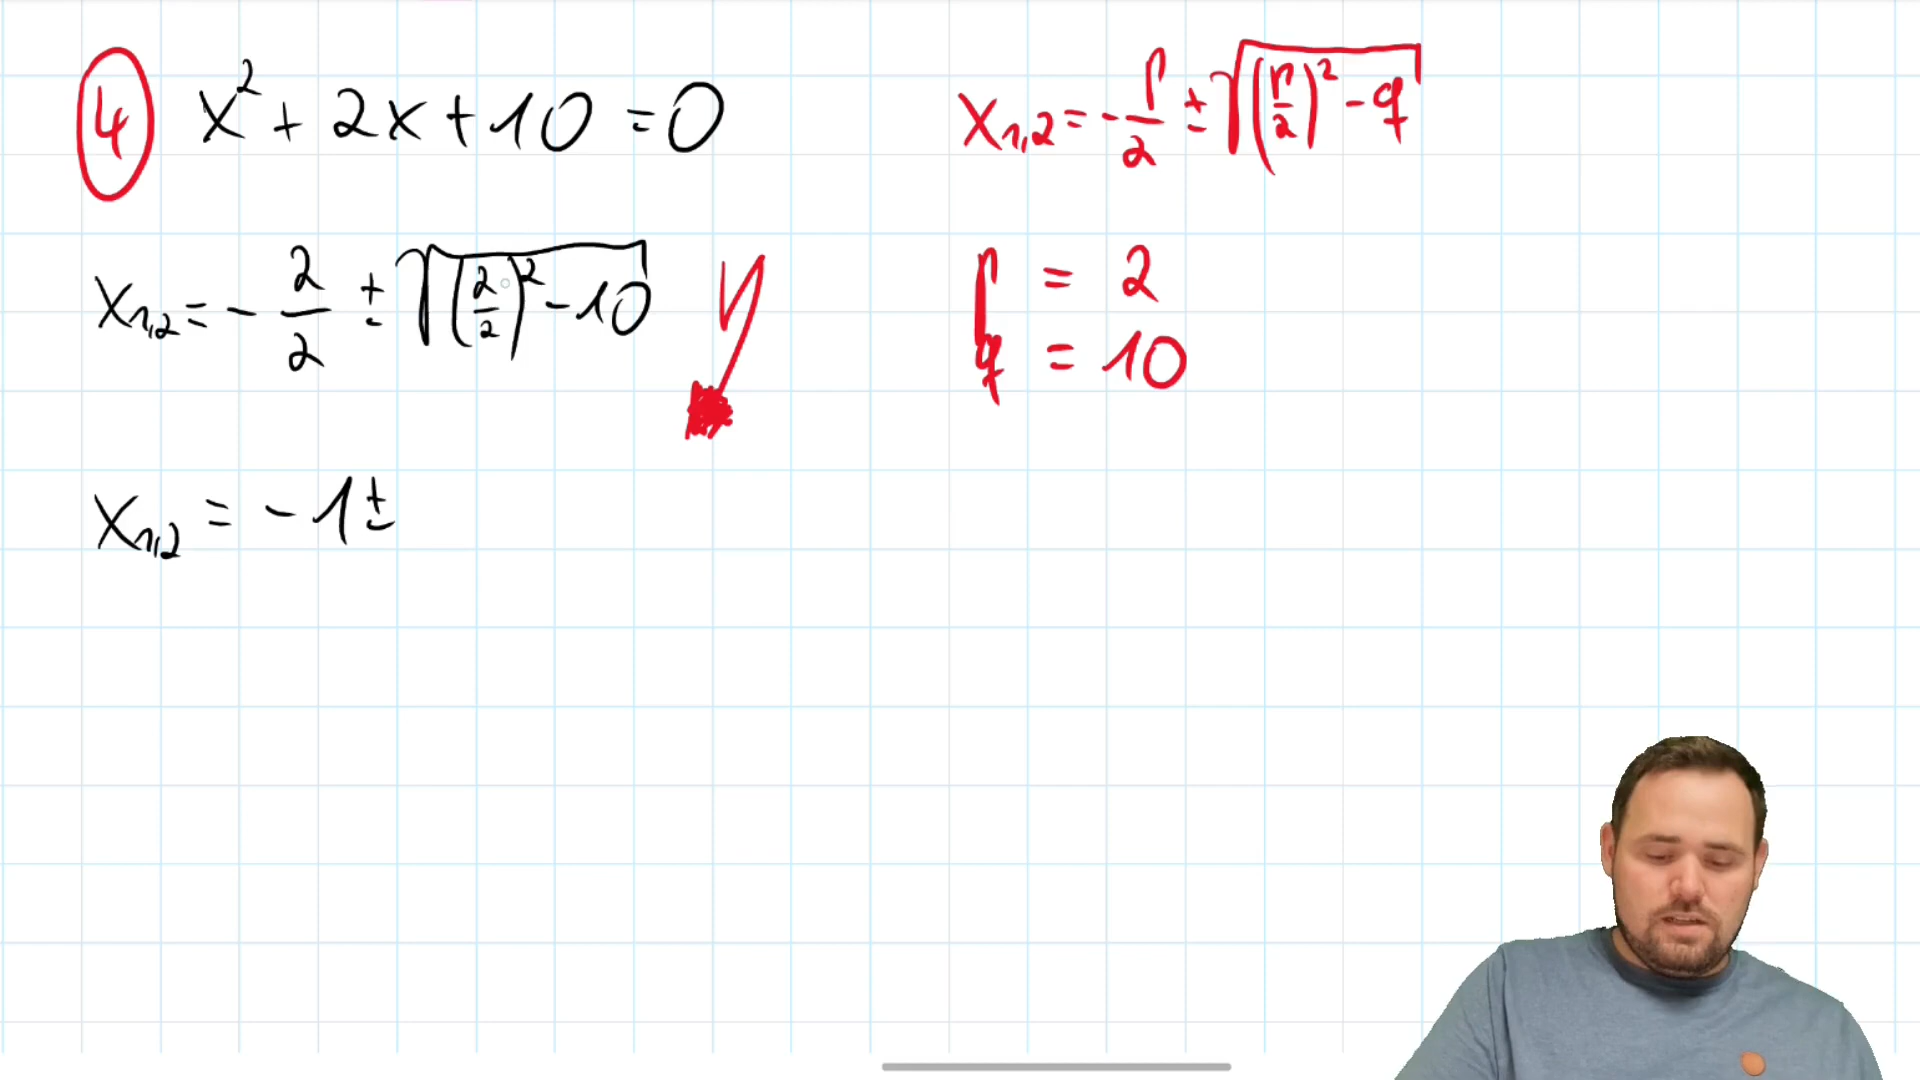 4 x² + 2x + 10 = 0
x₁,₂ = - p/2 ± √((p/2)² - q)
x₁,₂ = - 2/2 ± √((2/2)² - 10)
p = 2
q = 10
x₁,₂ = - 1 ±